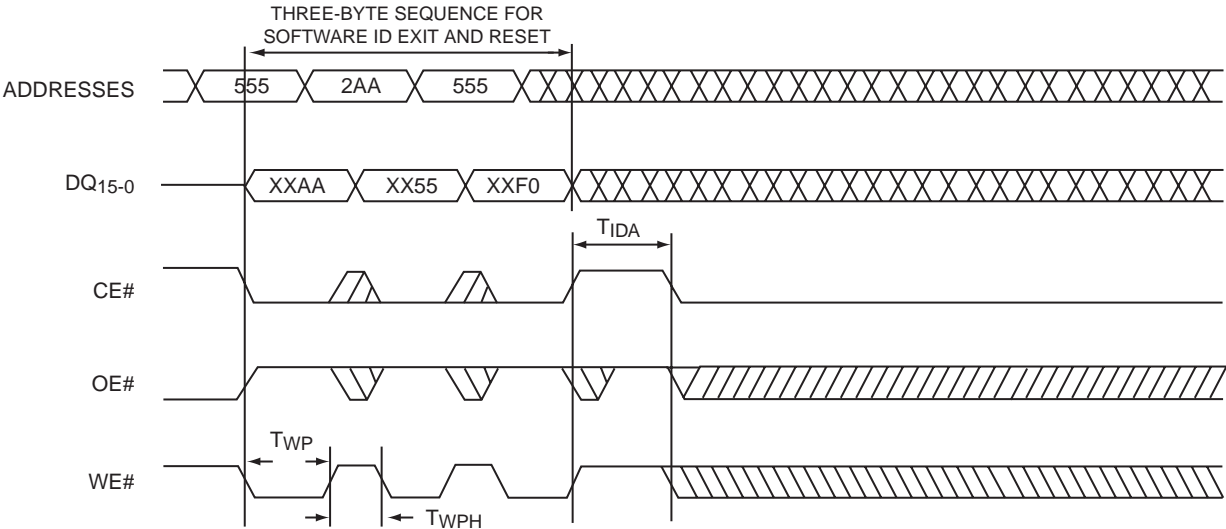 THREE-BYTE SEQUENCE FOR
SOFTWARE ID EXIT AND RESET
ADDRESSES 555 2AA 555
DQ15-0 XXAA XX55 XXF0
TIDA
CE#
OE#
TWP
WE#
TWPH